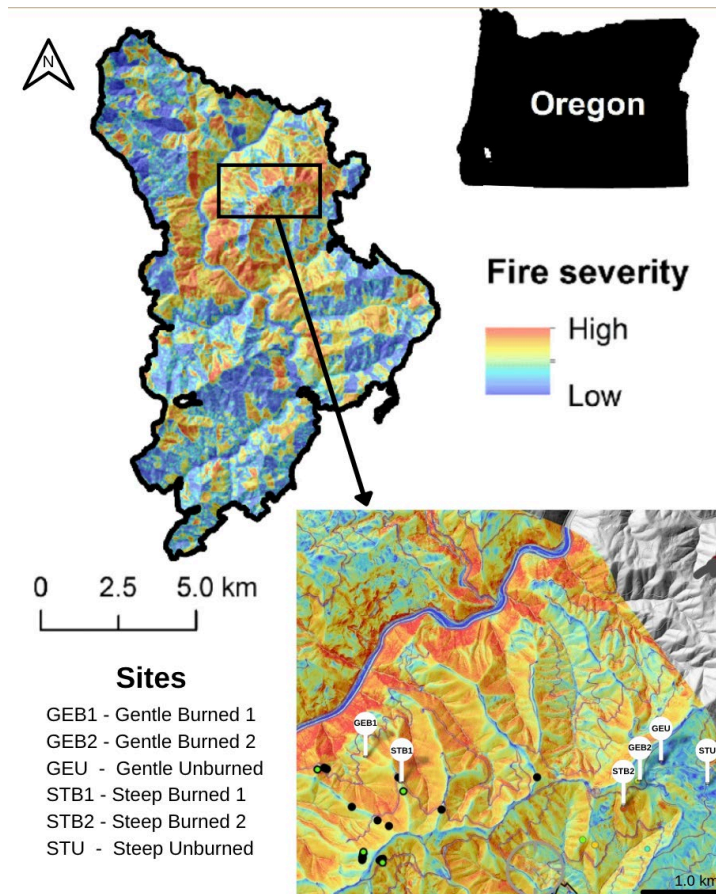 N
Oregon
Fire severity
High
Low
0 2.5 5.0 km
Sites
GEB1 - Gentle Burned 1
GEB2 - Gentle Burned 2
GEU - Gentle Unburned
STB1 - Steep Burned 1
STB2 - Steep Burned 2
STU - Steep Unburned
GEB1
STB1
GEU
GEB2
STU
STB2
1.0 km